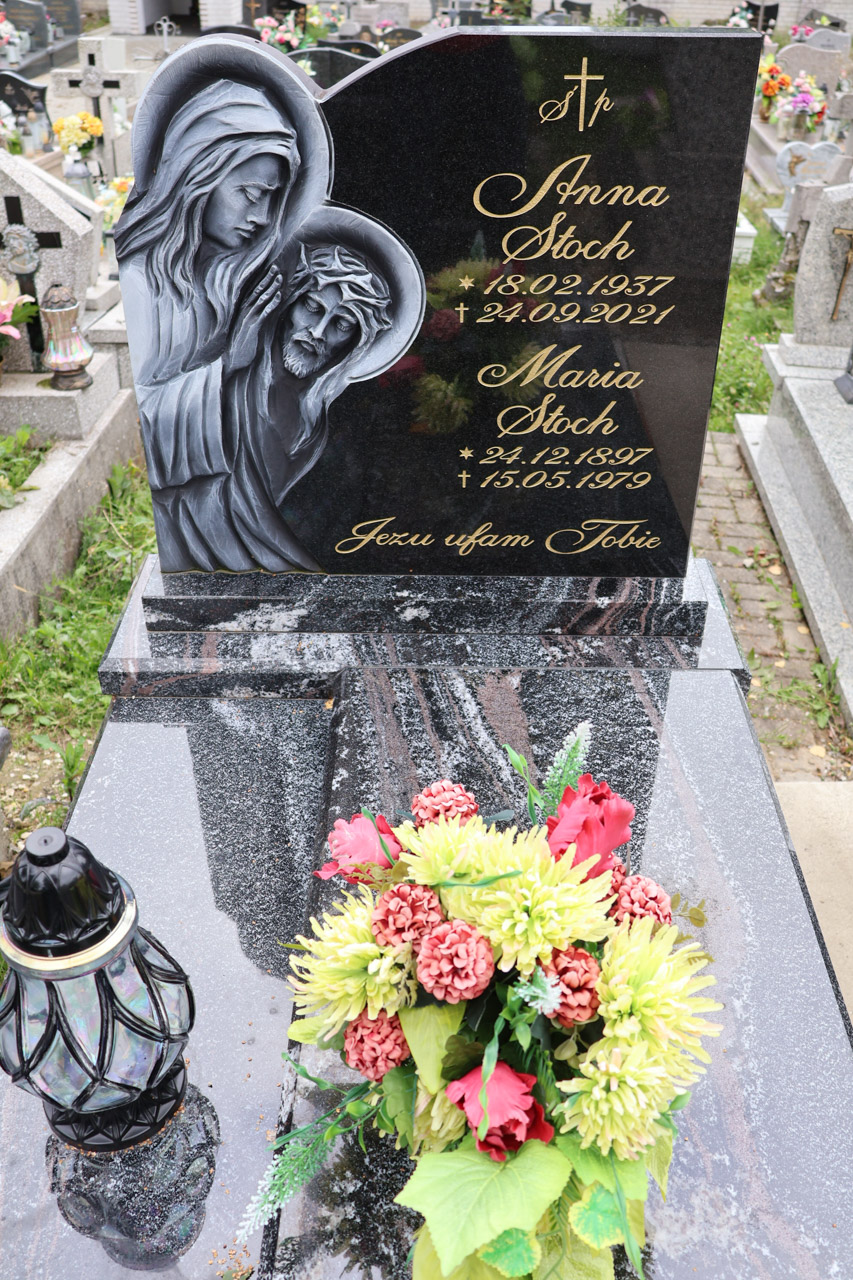 Ś†p
Anna
Stoch
* 18.02.1937
† 24.09.2021
Maria
Stoch
* 24.12.1897
† 15.05.1979
Jezu ufam Tobie